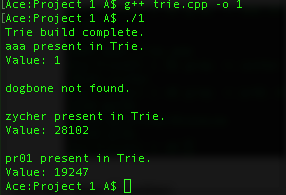 [Ace:Project 1 A$ g++ trie.cpp -o 1
[Ace:Project 1 A$ ./1
Trie build complete.
aaa present in Trie.
Value: 1
dogbone not found.
zycher present in Trie.
Value: 28102
pr01 present in Trie.
Value: 19247
Ace:Project 1 A$